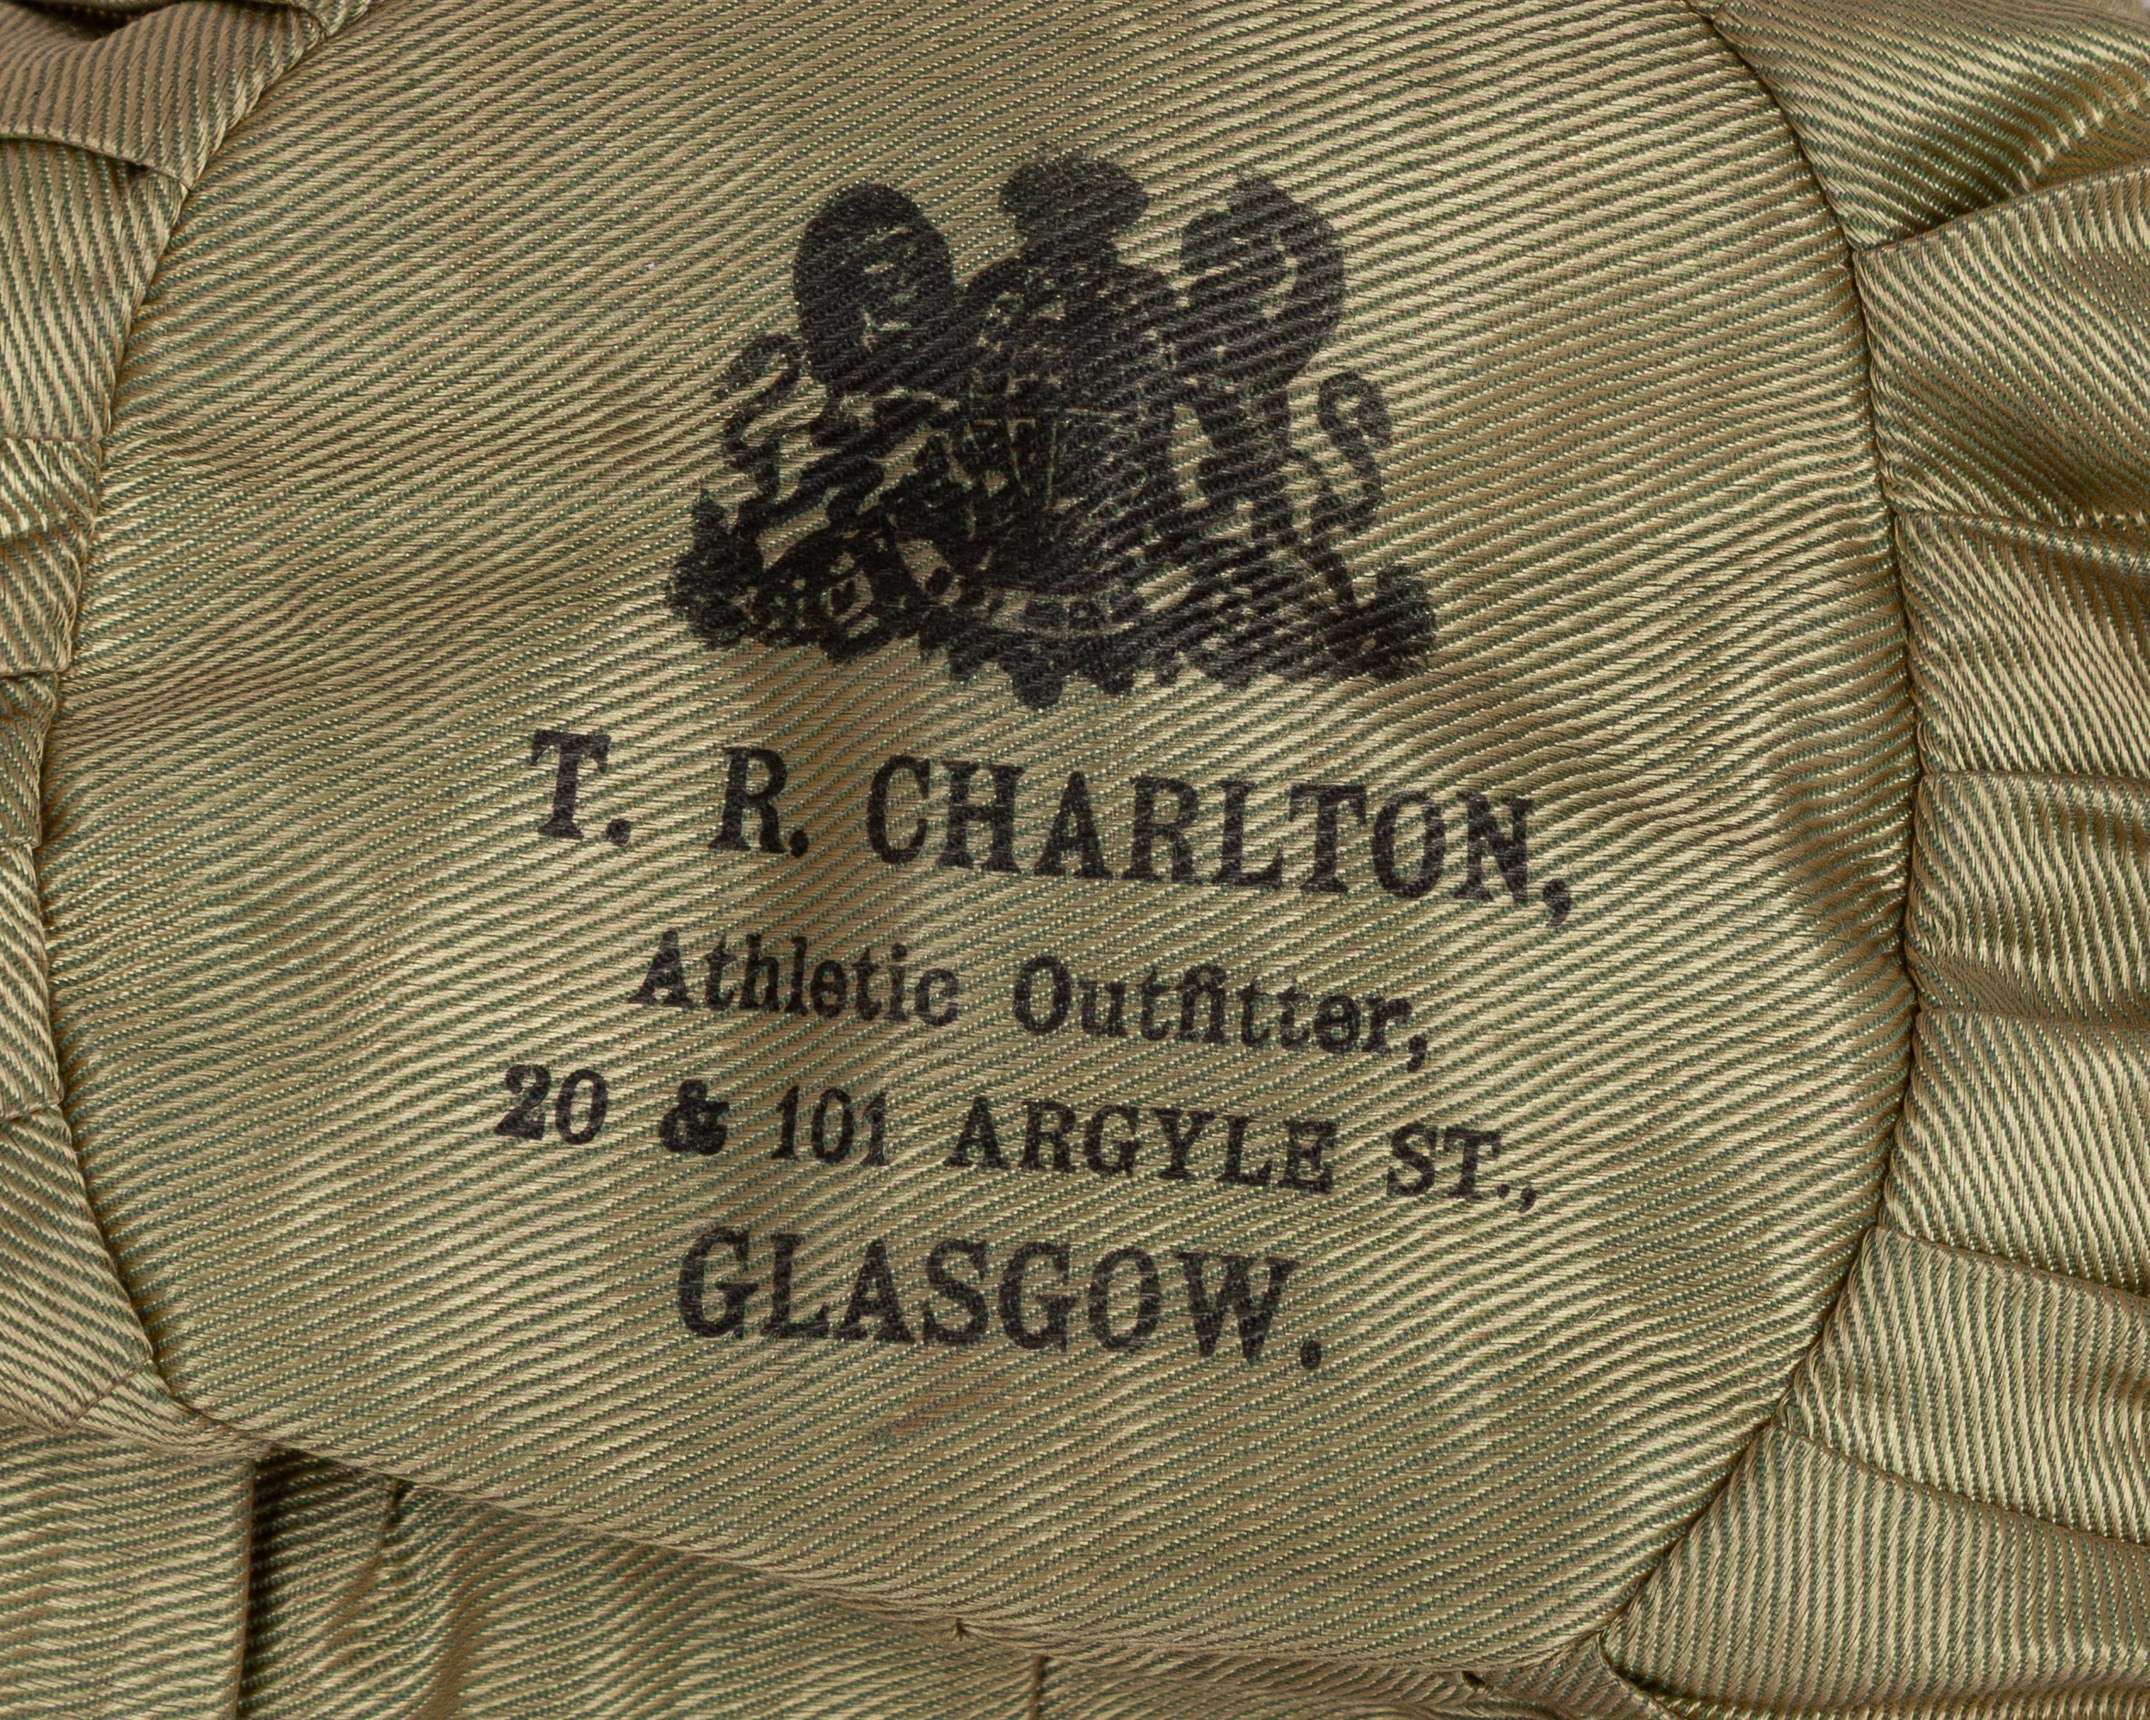 T. R. CHARLTON,
Athletic Outfitter,
20 & 101 ARGYLE ST.,
GLASGOW.